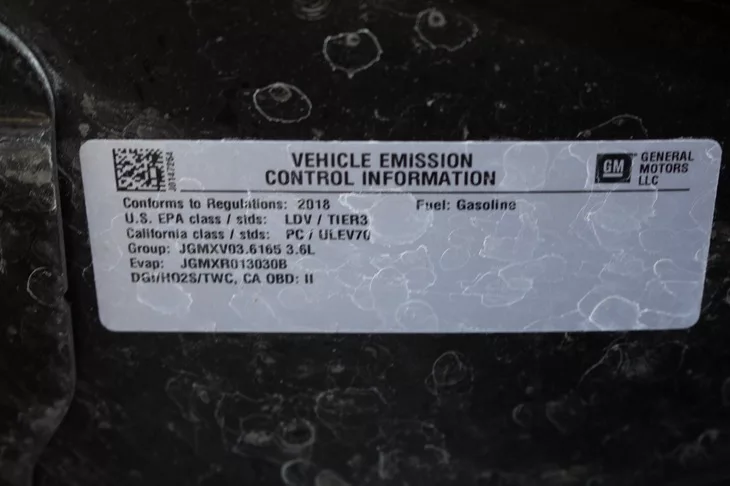 VEHICLE EMISSION
CONTROL INFORMATION
GM GENERAL
MOTORS
LLC
Conforms to Regulations: 2018 Fuel: Gasoline
U.S. EPA class / stds: LDV / TIER3
California class / stds: PC / ULEV70
Group: JGMXV03.6165 3.6L
Evap: JGMXR013030B
DGI/HO2S/TWC, CA OBD: II